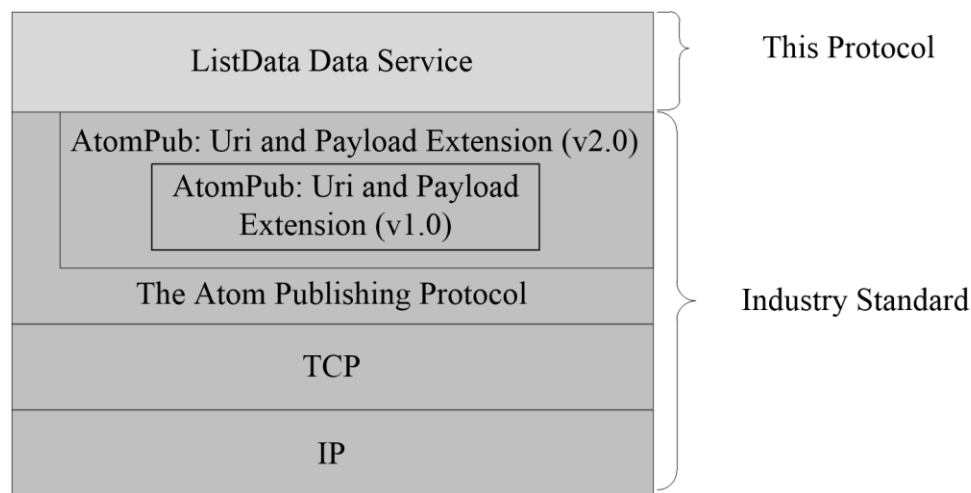 ListData Data Service
This Protocol
AtomPub: Uri and Payload Extension (v2.0)
AtomPub: Uri and Payload
Extension (v1.0)
The Atom Publishing Protocol
Industry Standard
TCP
IP